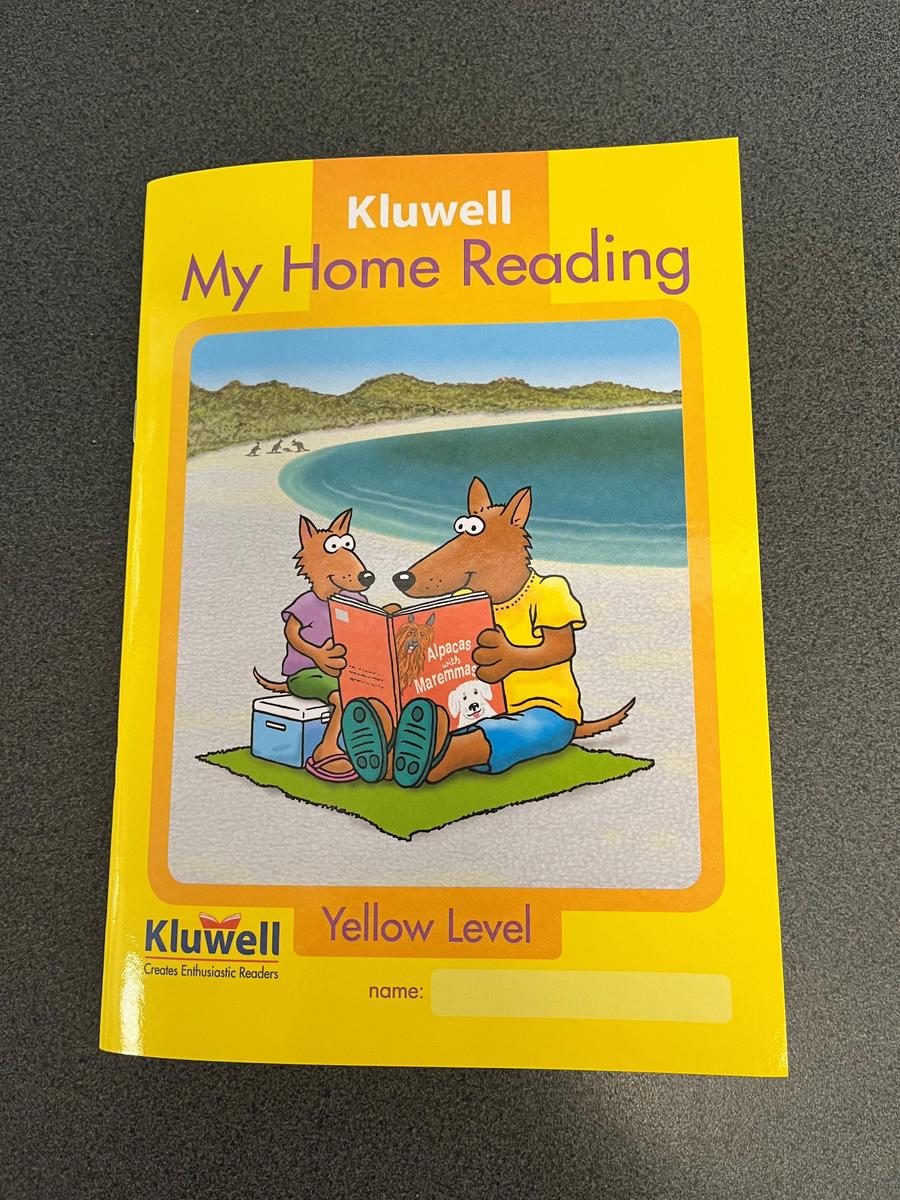 Kluwell
My Home Reading
Alpacas
with
Maremmas
Yellow Level
Kluwell
Creates Enthusiastic Readers
name: